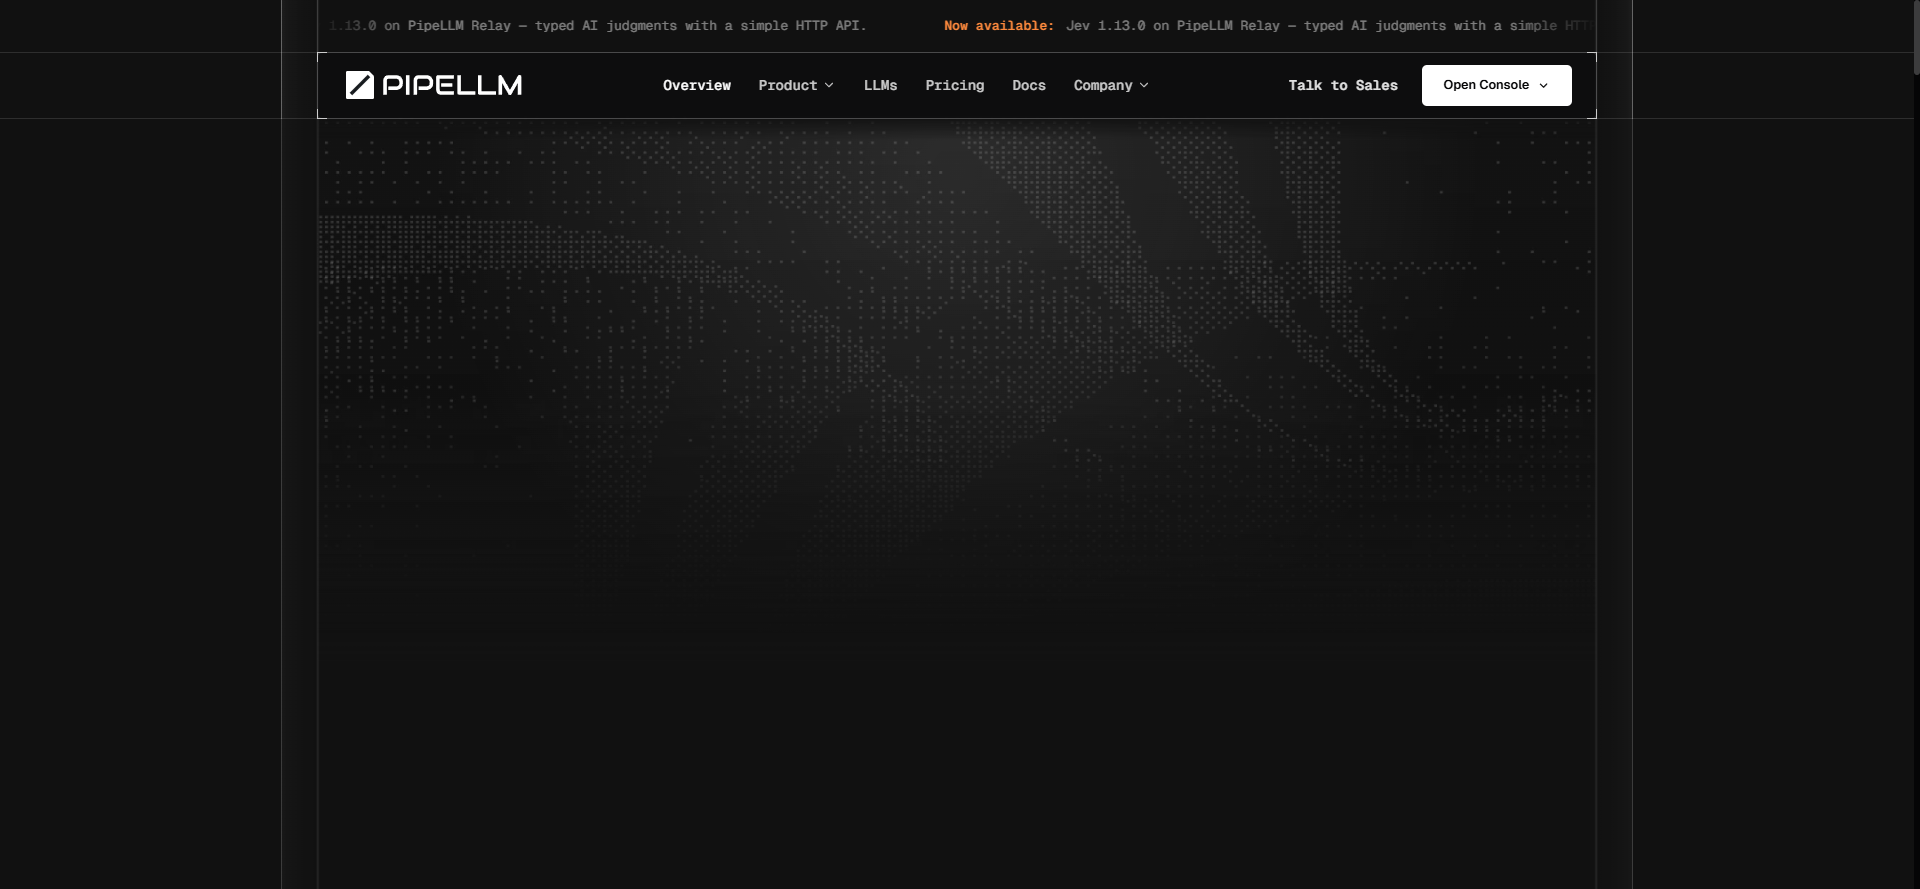 1.13.0 on PipeLLM Relay — typed AI judgments with a simple HTTP API. Now available: Jev 1.13.0 on PipeLLM Relay — typed AI judgments with a simple HTT
PIPELLM Overview Product LLMs Pricing Docs Company Talk to Sales Open Console